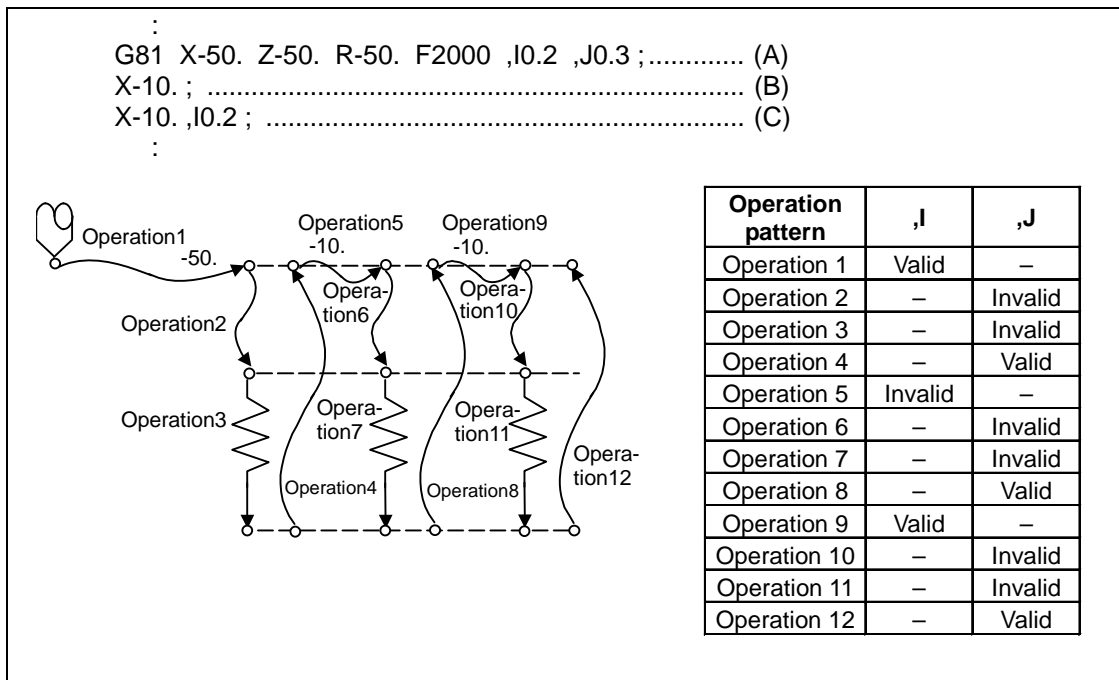 :
G81 X-50. Z-50. R-50. F2000 ,I0.2 ,J0.3 ;............. (A)
X-10. ; ........................................................................ (B)
X-10. ,I0.2 ; ................................................................ (C)
:
Operation1
-50.
Operation5
-10.
Operation9
-10.
Operation2
Opera-
tion6
Opera-
tion10
Operation3
Opera-
tion7
Opera-
tion11
Opera-
tion12
Operation4
Operation8
Operation
pattern ,I ,J
Operation 1 Valid –
Operation 2 – Invalid
Operation 3 – Invalid
Operation 4 – Valid
Operation 5 Invalid –
Operation 6 – Invalid
Operation 7 – Invalid
Operation 8 – Valid
Operation 9 Valid –
Operation 10 – Invalid
Operation 11 – Invalid
Operation 12 – Valid